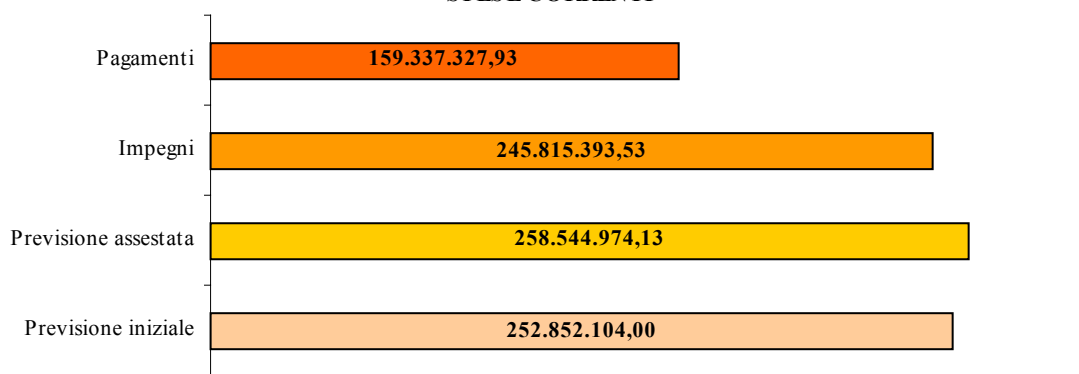 Pagamenti 159.337.327,93
Impegni 245.815.393,53
Previsione assestata 258.544.974,13
Previsione iniziale 252.852.104,00